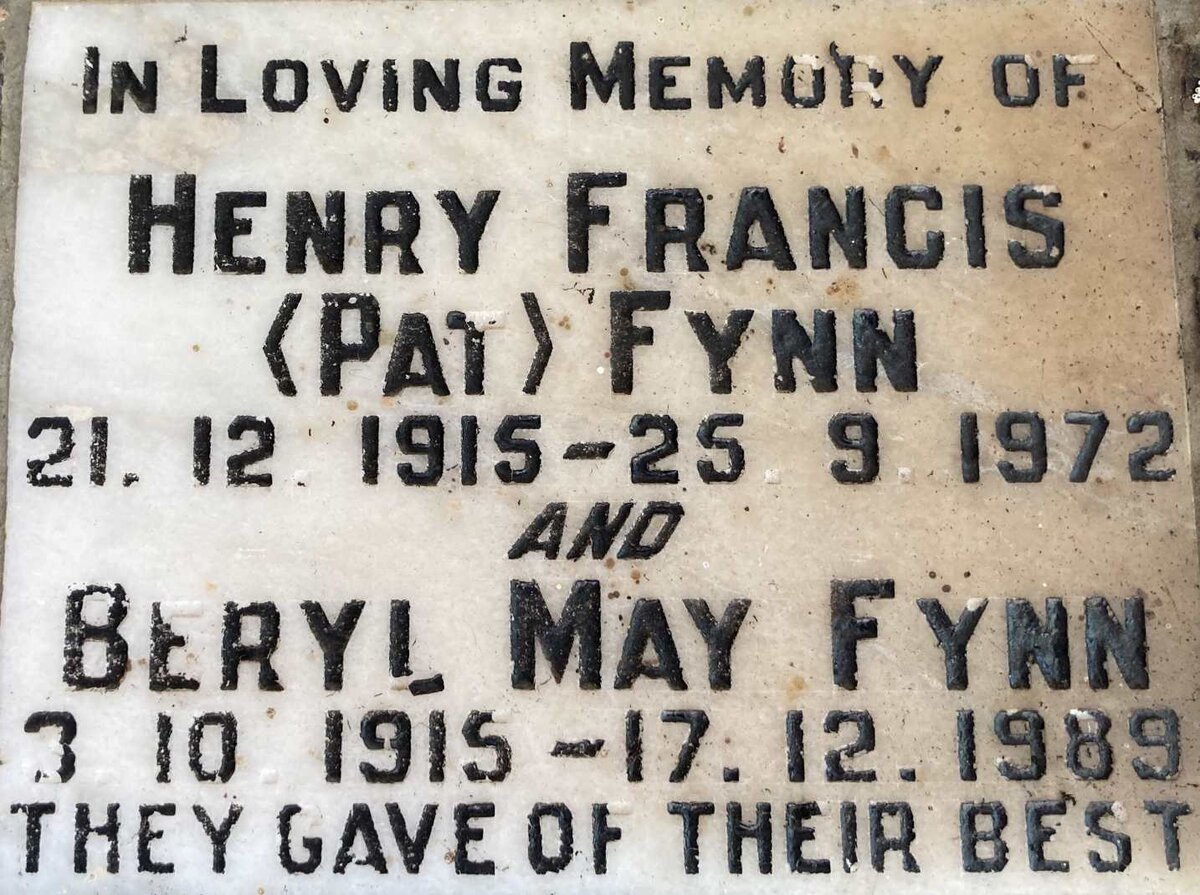 IN LOVING MEMORY OF
HENRY FRANCIS
(PAT) FYNN
21. 12. 1915-25. 9. 1972
AND
BERYL MAY FYNN
3. 10. 1915-17. 12. 1989
THEY GAVE OF THEIR BEST